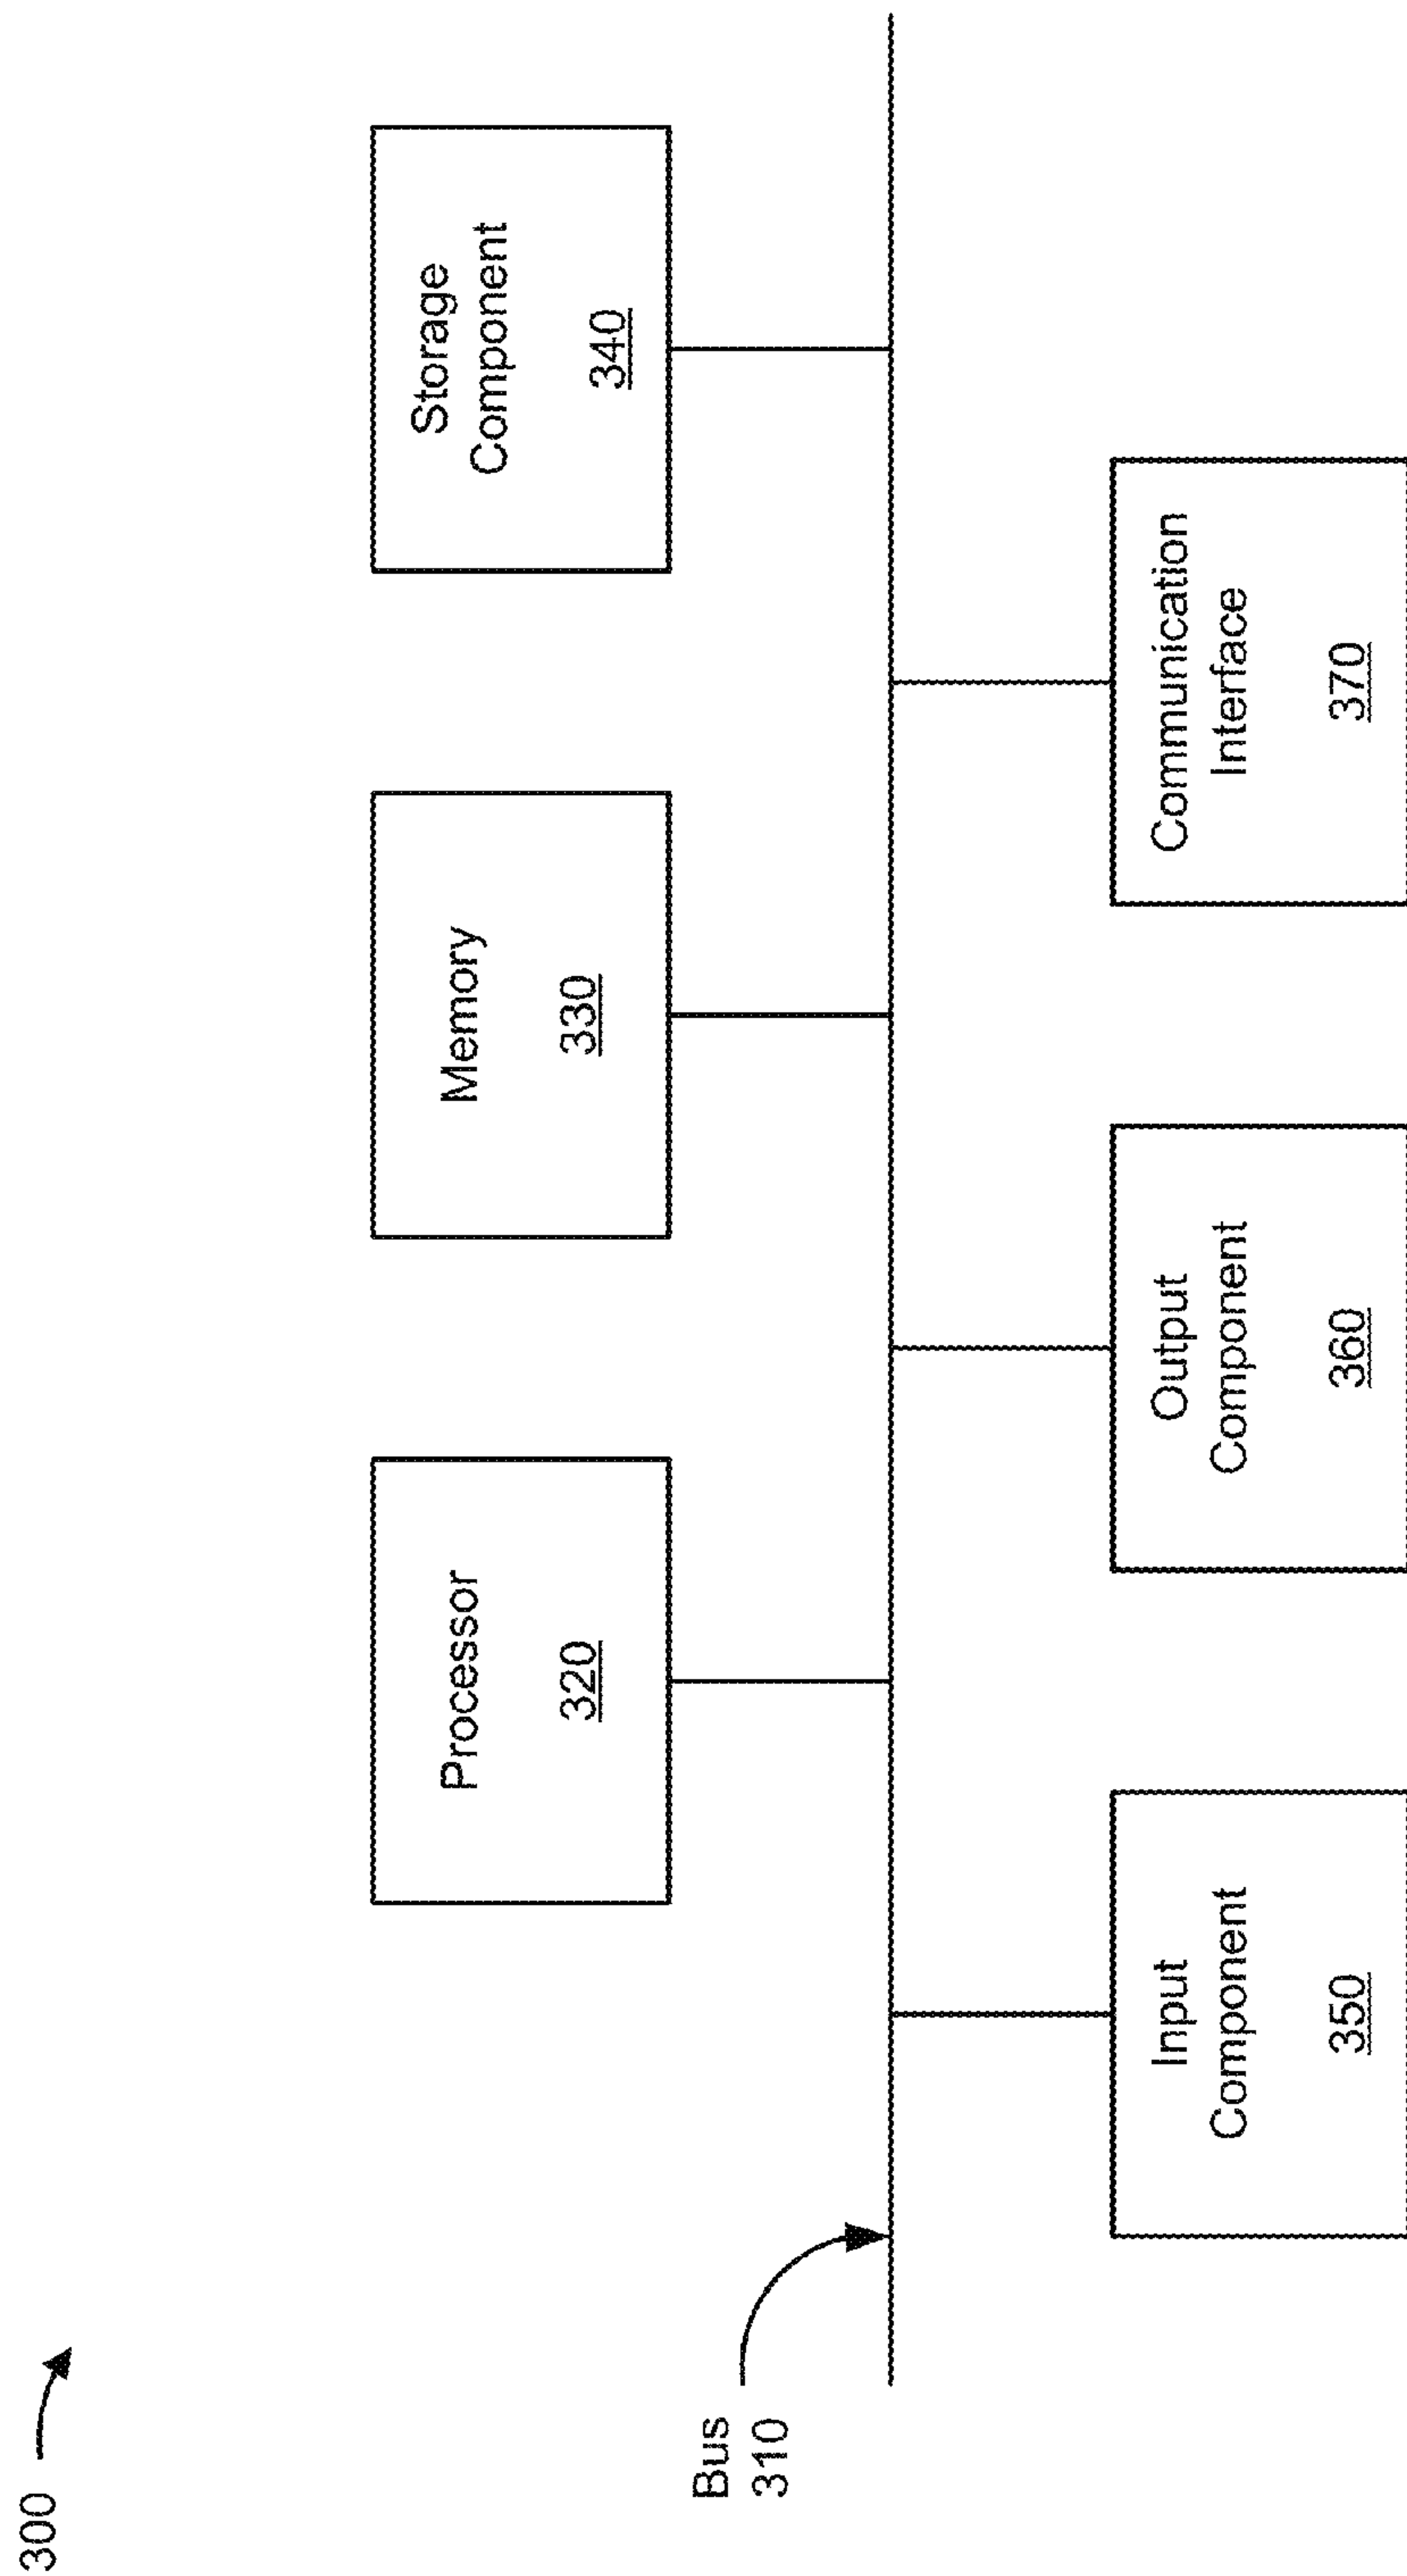 300
Processor
320
Memory
330
Storage
Component
340
Bus
310
Input
Component
350
Output
Component
360
Communication
Interface
370